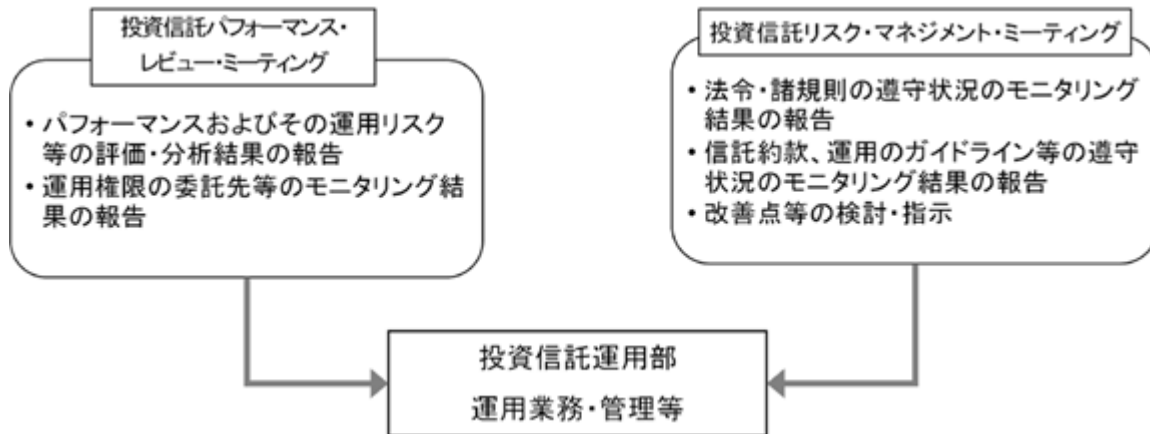 投資信託パフォーマンス・
レビュー・ミーティング
• パフォーマンスおよびその運用リスク
等の評価・分析結果の報告
• 運用権限の委託先等のモニタリング結
果の報告
投資信託リスク・マネジメント・ミーティング
• 法令・諸規則の遵守状況のモニタリング
結果の報告
• 信託約款、運用のガイドライン等の遵守
状況のモニタリング結果の報告
• 改善点等の検討・指示
投資信託運用部
運用業務・管理等